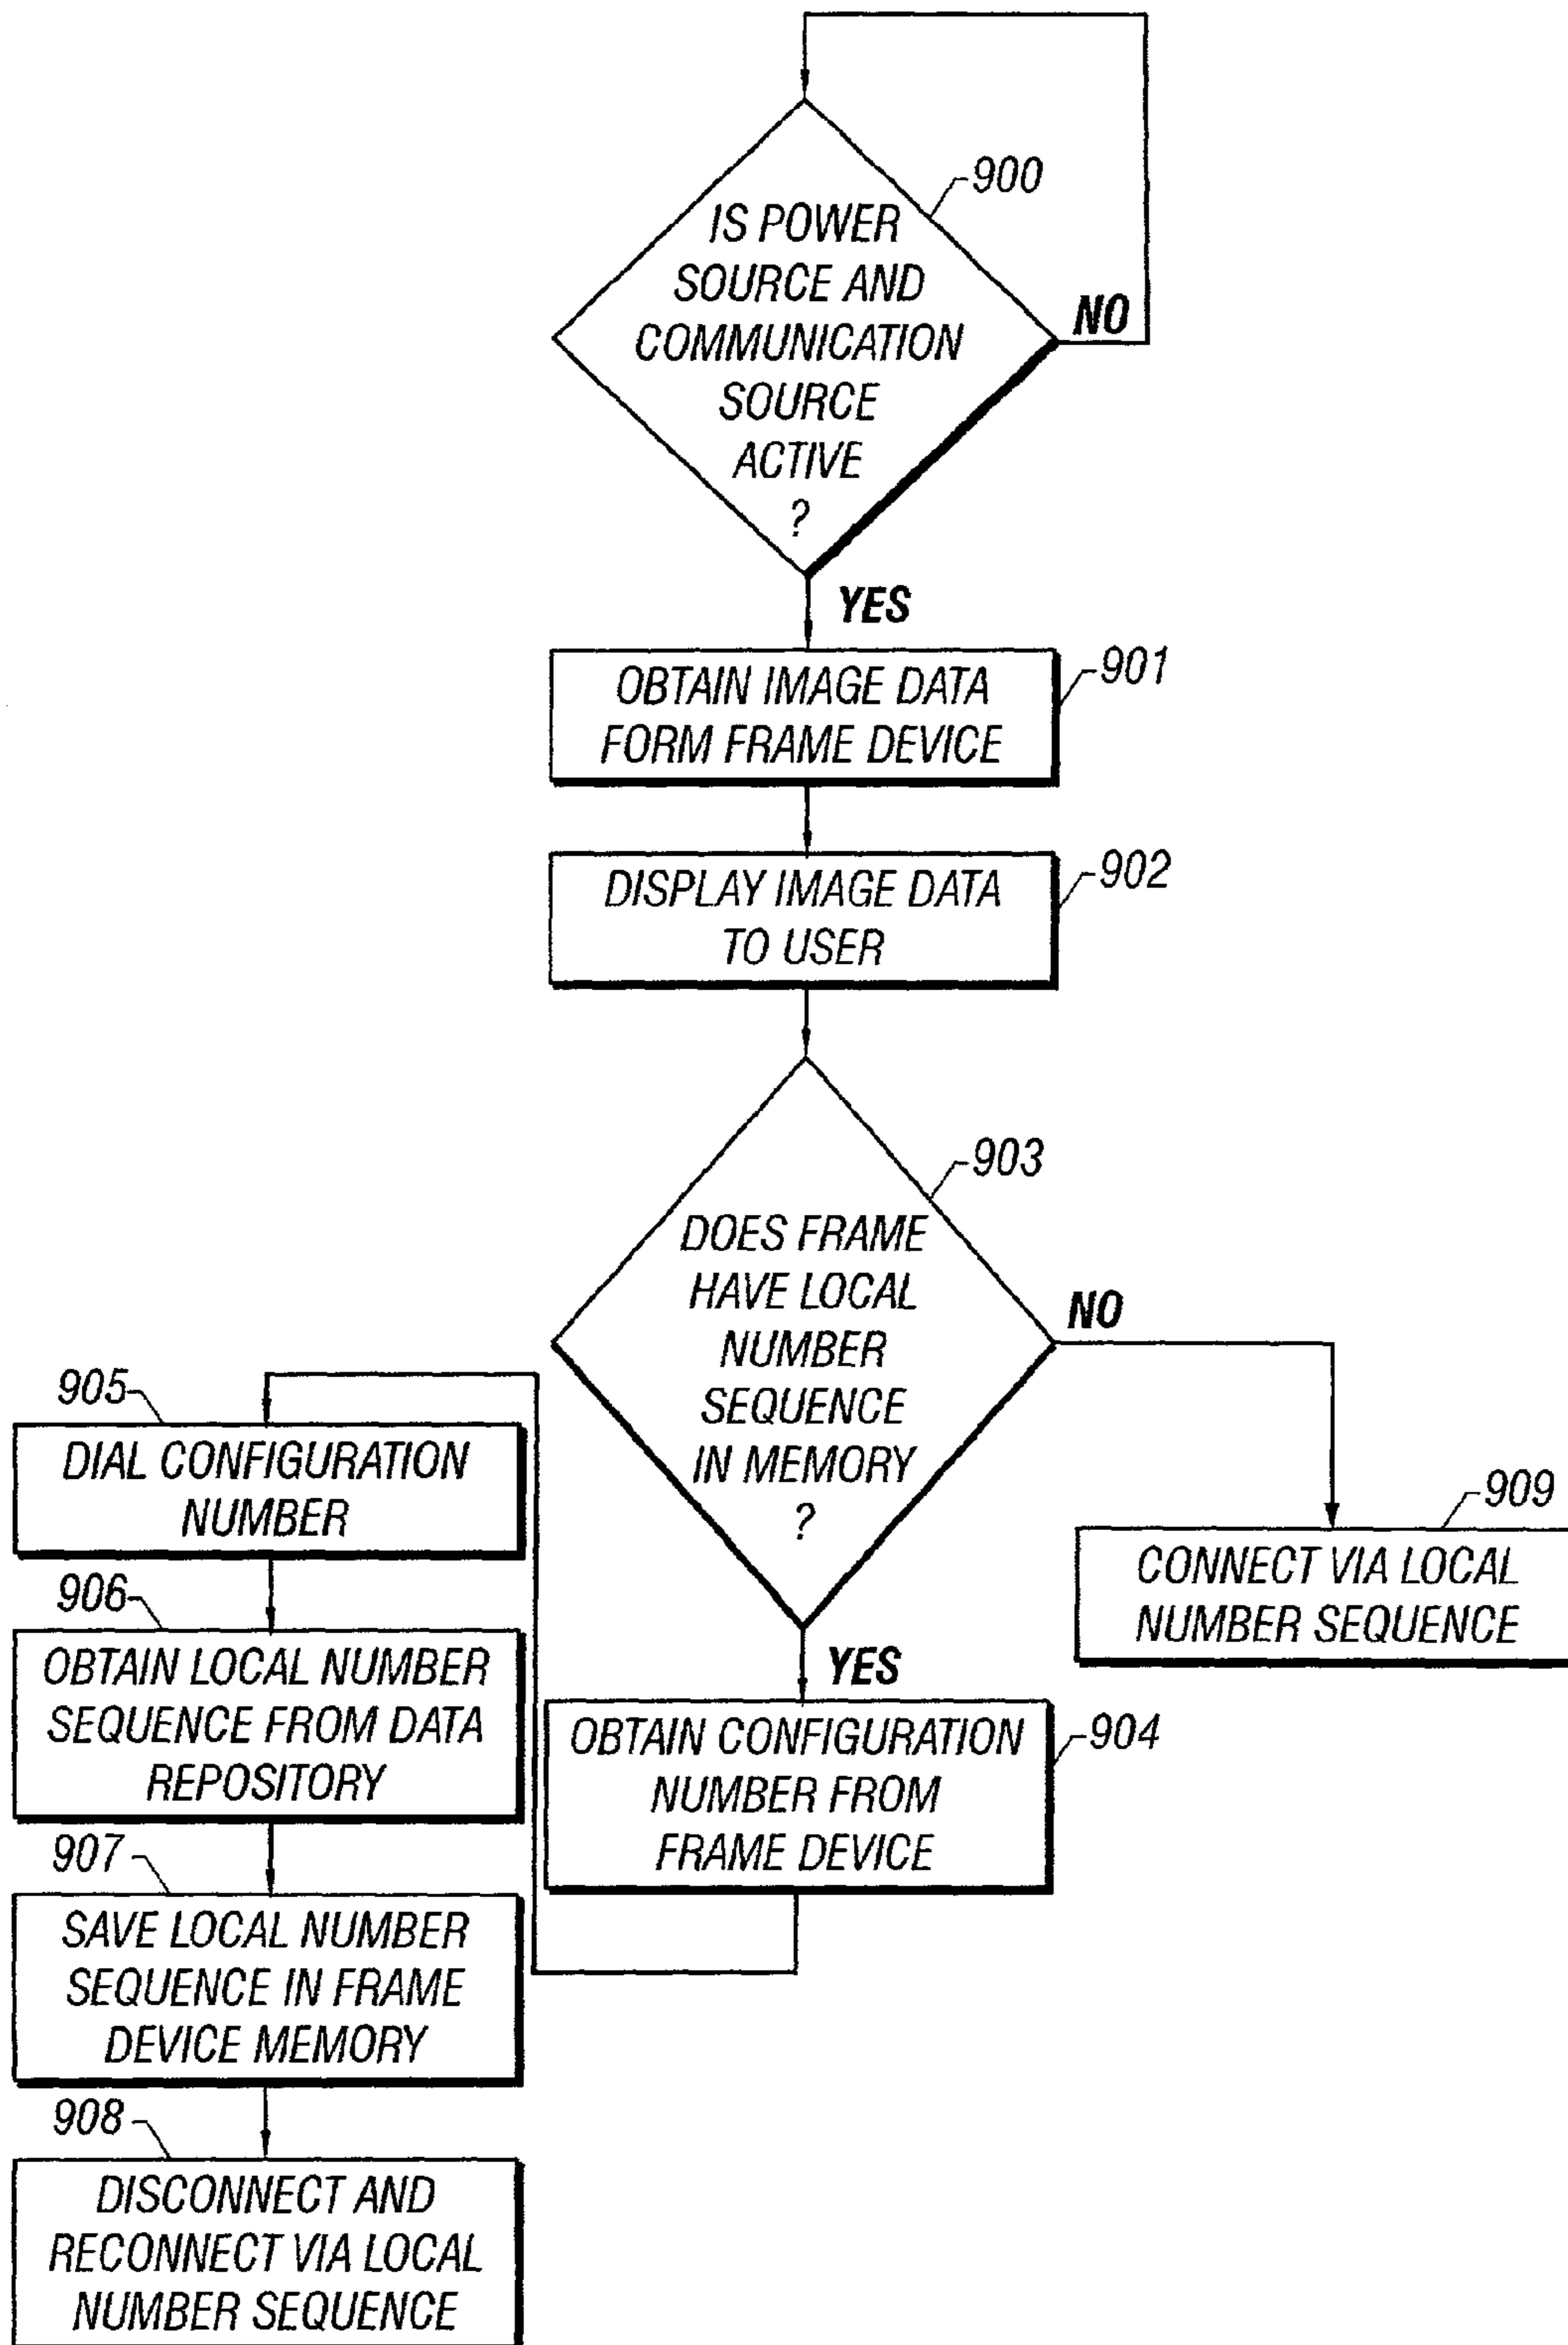 900
IS POWER
SOURCE AND
COMMUNICATION
SOURCE
ACTIVE
?
NO
YES
901
OBTAIN IMAGE DATA
FORM FRAME DEVICE
902
DISPLAY IMAGE DATA
TO USER
903
DOES FRAME
HAVE LOCAL
NUMBER
SEQUENCE
IN MEMORY
?
NO
YES
909
CONNECT VIA LOCAL
NUMBER SEQUENCE
904
OBTAIN CONFIGURATION
NUMBER FROM
FRAME DEVICE
905
DIAL CONFIGURATION
NUMBER
906
OBTAIN LOCAL NUMBER
SEQUENCE FROM DATA
REPOSITORY
907
SAVE LOCAL NUMBER
SEQUENCE IN FRAME
DEVICE MEMORY
908
DISCONNECT AND
RECONNECT VIA LOCAL
NUMBER SEQUENCE